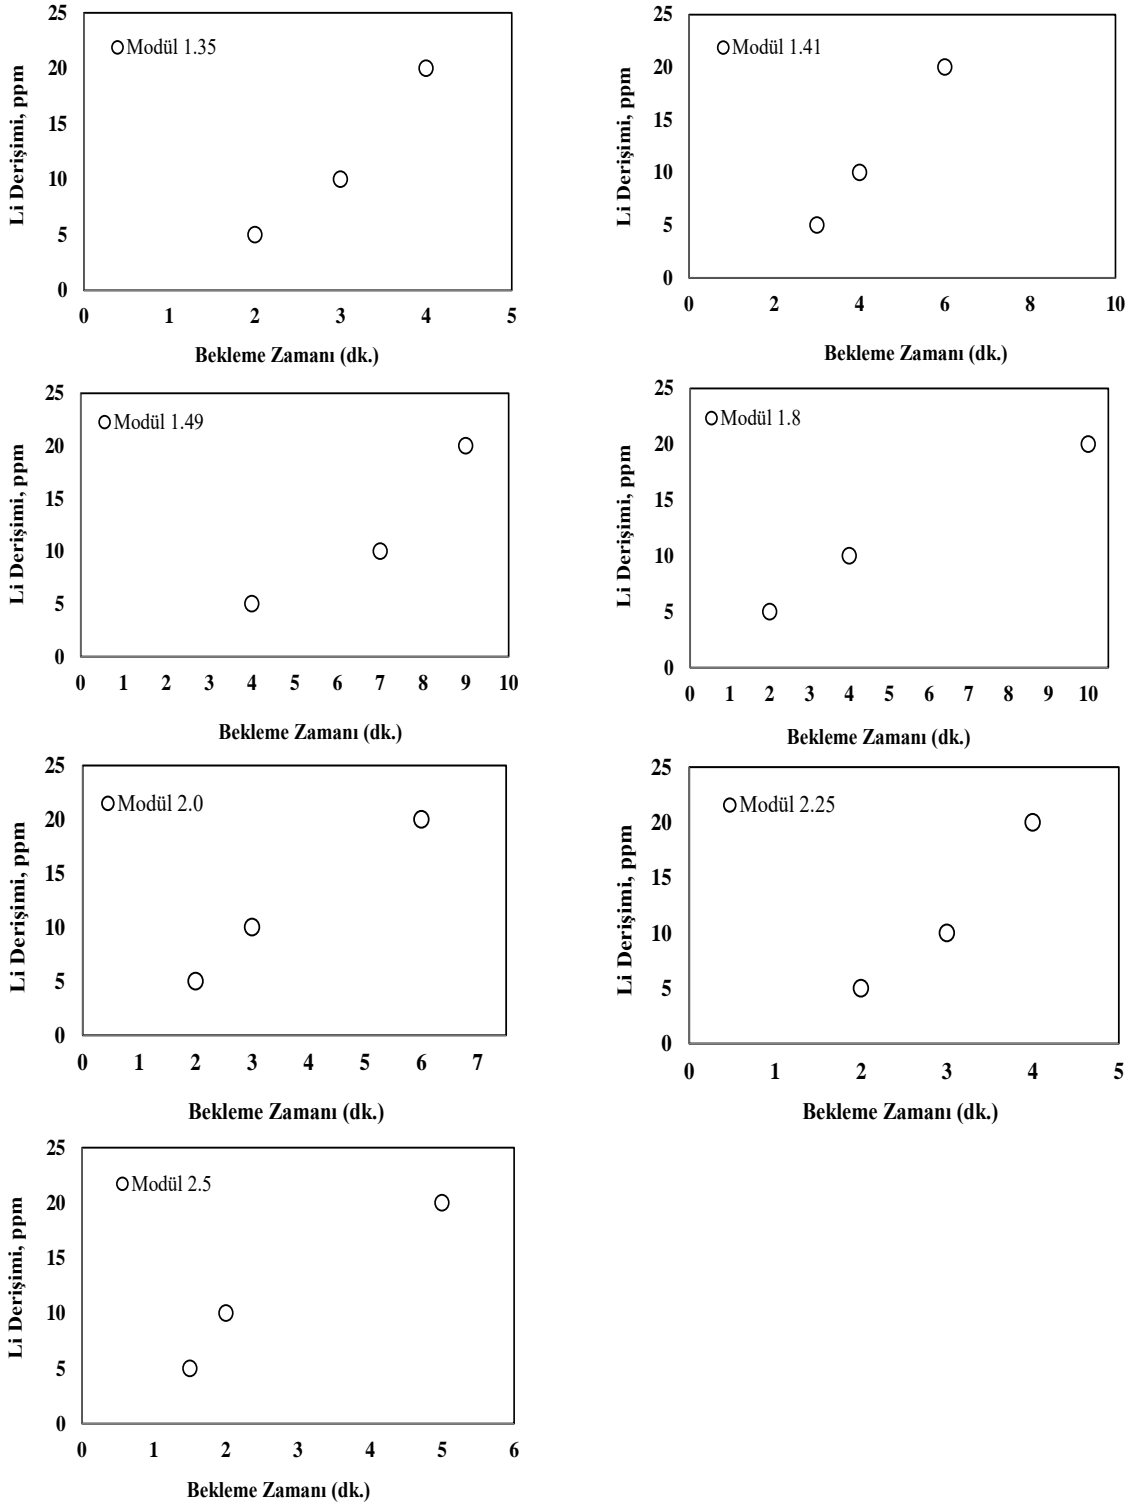 25
20
15
10
5
0
Li Derişimi, ppm
Modül 1.35
0 1 2 3 4 5
Bekleme Zamanı (dk.)
25
20
15
10
5
0
Li Derişimi, ppm
Modül 1.41
0 2 4 6 8 10
Bekleme Zamanı (dk.)
25
20
15
10
5
0
Li Derişimi, ppm
Modül 1.49
0 1 2 3 4 5 6 7 8 9 10
Bekleme Zamanı (dk.)
25
20
15
10
5
0
Li Derişimi, ppm
Modül 1.8
0 1 2 3 4 5 6 7 8 9 10
Bekleme Zamanı (dk.)
25
20
15
10
5
0
Li Derişimi, ppm
Modül 2.0
0 1 2 3 4 5 6 7
Bekleme Zamanı (dk.)
25
20
15
10
5
0
Li Derişimi, ppm
Modül 2.25
0 1 2 3 4 5
Bekleme Zamanı (dk.)
25
20
15
10
5
0
Li Derişimi, ppm
Modül 2.5
0 1 2 3 4 5 6
Bekleme Zamanı (dk.)